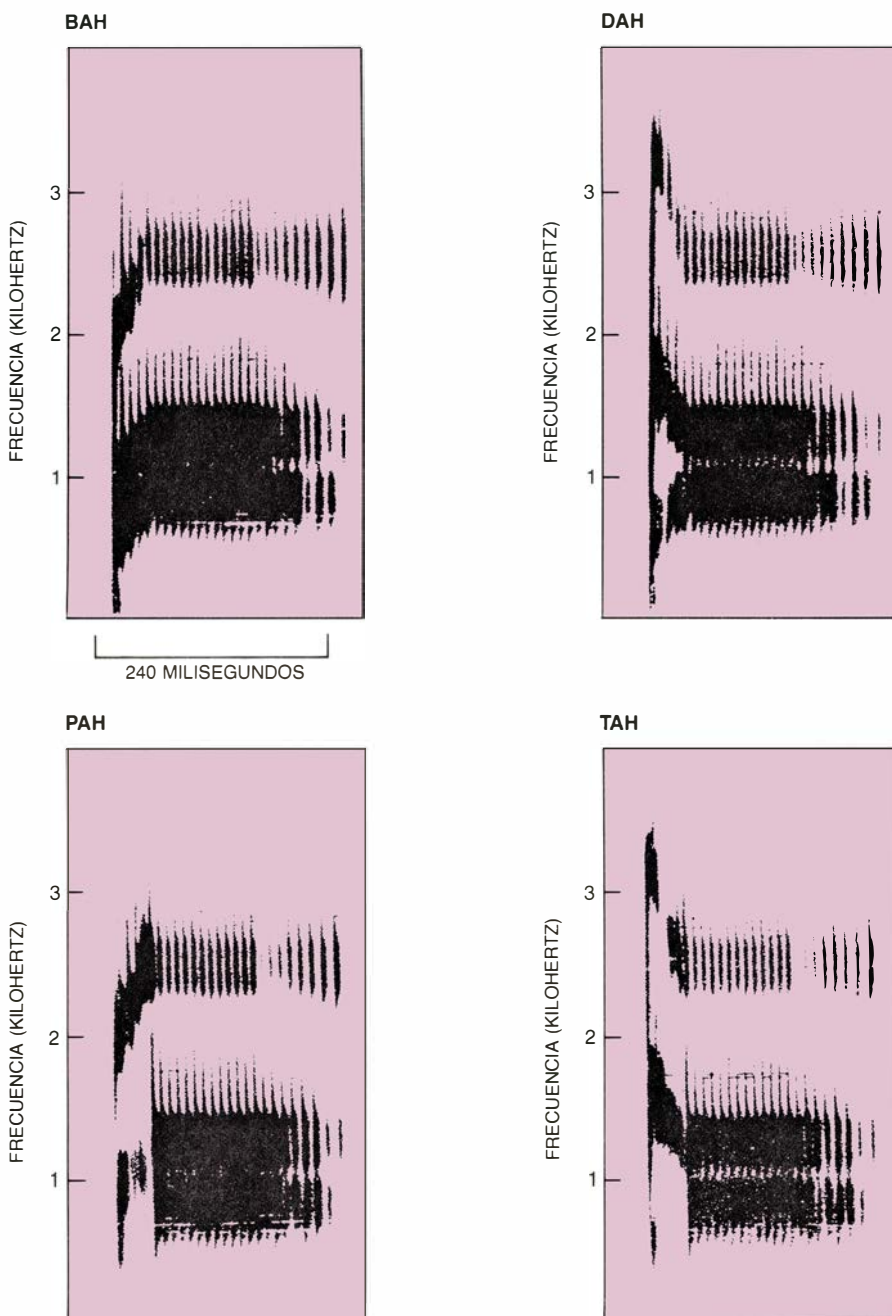 BAH
DAH
FRECUENCIA (KILOHERTZ)
3
2
1
FRECUENCIA (KILOHERTZ)
3
2
1
240 MILISEGUNDOS
PAH
TAH
FRECUENCIA (KILOHERTZ)
3
2
1
FRECUENCIA (KILOHERTZ)
3
2
1